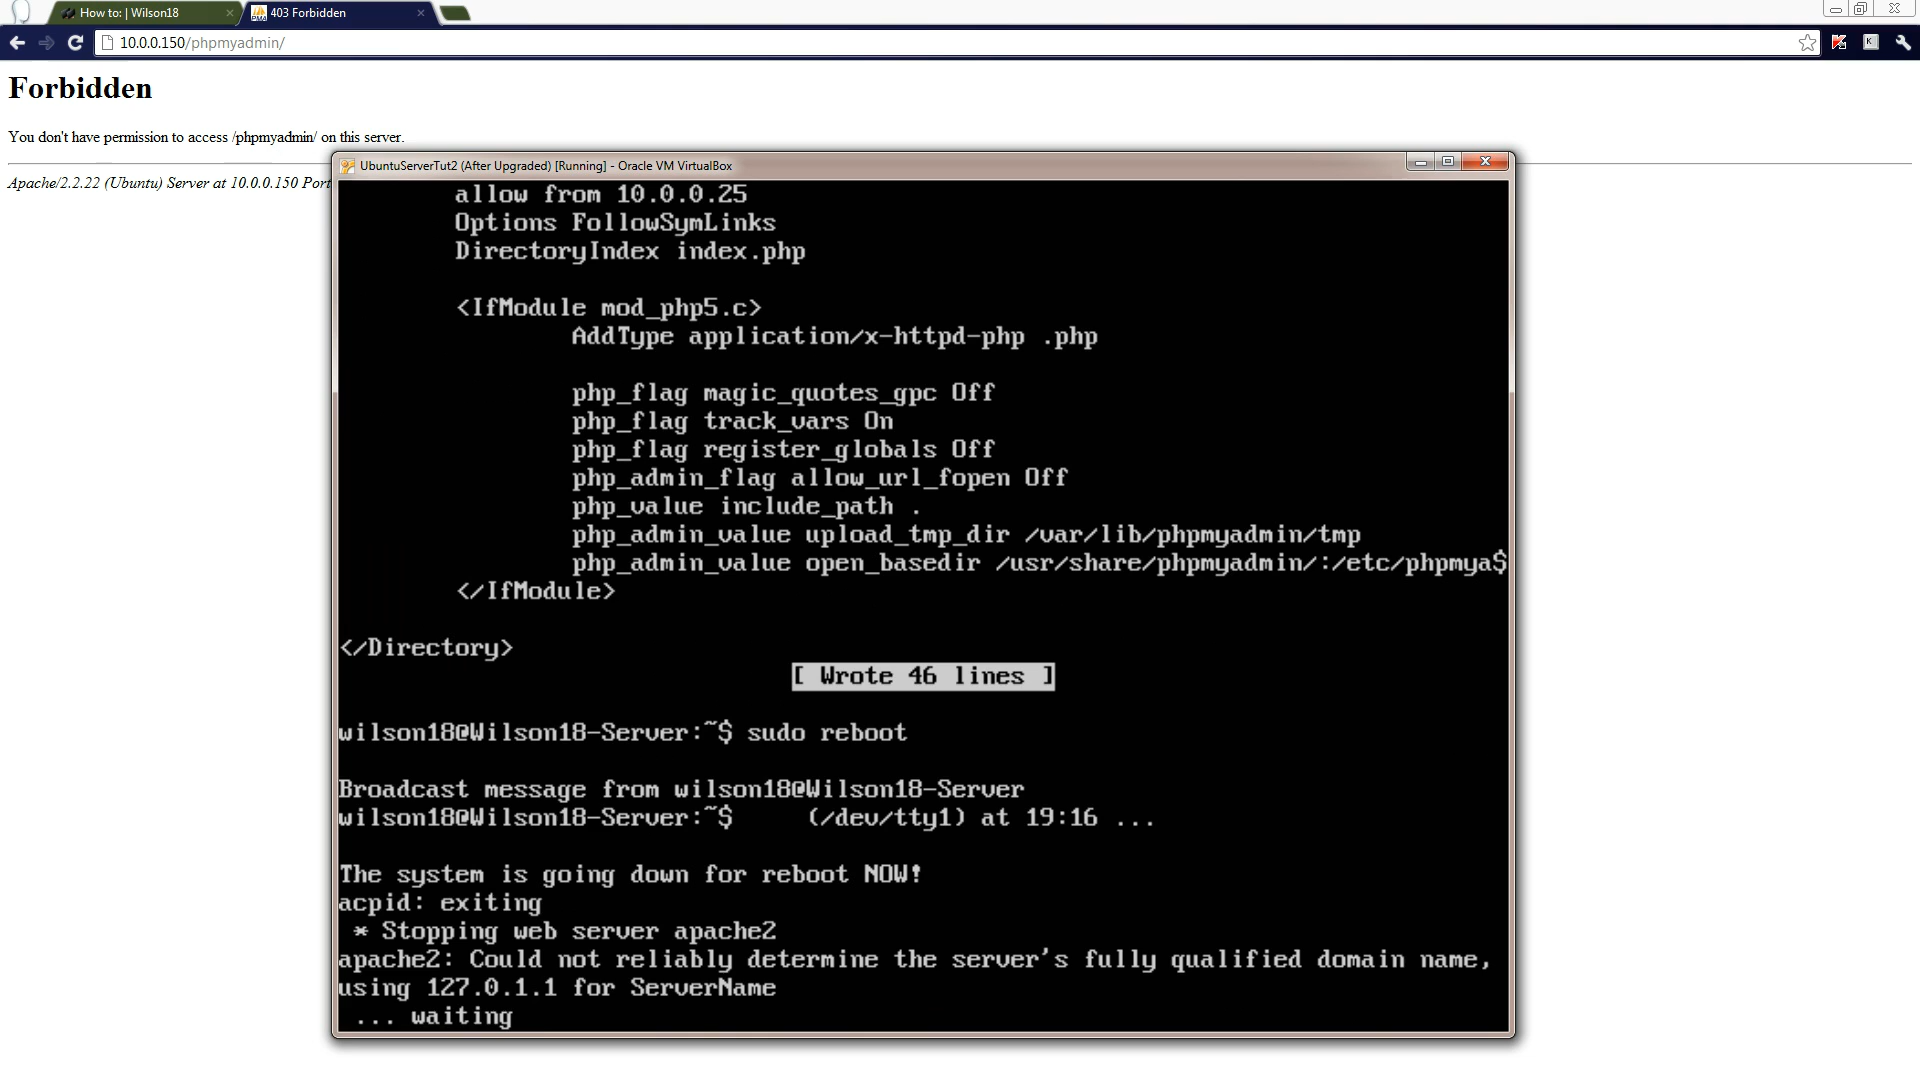 How to: | Wilson18
403 Forbidden
10.0.0.150/phpmyadmin/
Forbidden
You don't have permission to access /phpmyadmin/ on this server.
Apache/2.2.22 (Ubuntu) Server at 10.0.0.150 Port
UbuntuServerTut2 (After Upgraded) [Running] - Oracle VM VirtualBox
allow from 10.0.0.25
Options FollowSymLinks
DirectoryIndex index.php
<IfModule mod_php5.c>
AddType application/x-httpd-php .php
php_flag magic_quotes_gpc Off
php_flag track_vars On
php_flag register_globals Off
php_admin_flag allow_url_fopen Off
php_value include_path .
php_admin_value upload_tmp_dir /var/lib/phpmyadmin/tmp
php_admin_value open_basedir /usr/share/phpmyadmin/:/etc/phpmya$
</IfModule>
</Directory>
[ Wrote 46 lines ]
wilson18@Wilson18-Server:~$ sudo reboot
Broadcast message from wilson18@Wilson18-Server
wilson18@Wilson18-Server:~$ (/dev/tty1) at 19:16 ...
The system is going down for reboot NOW!
acpid: exiting
* Stopping web server apache2
apache2: Could not reliably determine the server's fully qualified domain name,
using 127.0.1.1 for ServerName
... waiting